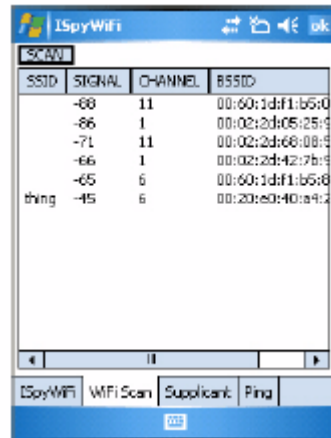 ISpyWiFi ok
SCAN
SSID SIGNAL CHANNEL BSSID
-88 11 00:60:1d:f1:b5:0
-86 1 00:02:2d:05:25:9
-71 11 00:02:2d:68:08:5
-66 1 00:02:2d:42:7b:9
-65 6 00:60:1d:f1:b5:8
thing -45 6 00:20:e0:40:a4:2
ISpyWiFi WiFi Scan Supplicant Ping